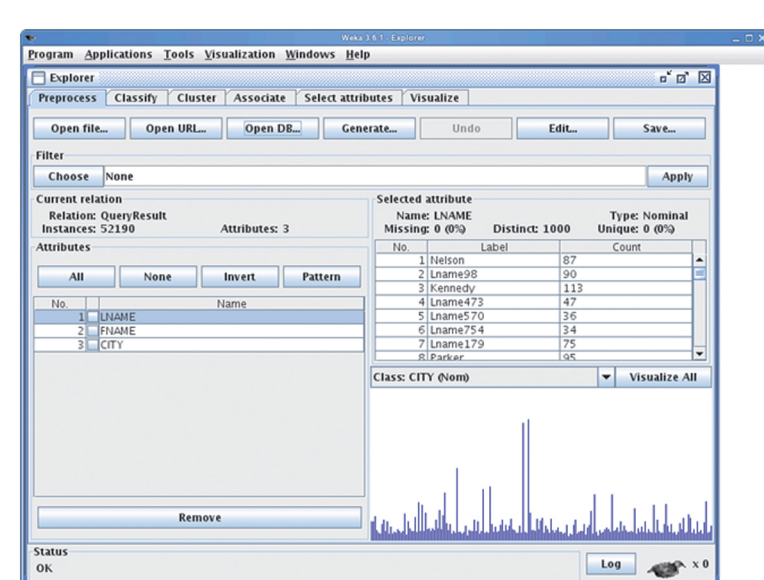 Weka 3.6.1 - Explorer
Program Applications Tools Visualization Windows Help
Explorer
Preprocess Classify Cluster Associate Select attributes Visualize
Open file... Open URL... Open DB... Generate... Undo Edit... Save...
Filter
Choose None Apply
Current relation
Relation: QueryResult
Instances: 52190 Attributes: 3
Selected attribute
Name: LNAME Type: Nominal
Missing: 0 (0%) Distinct: 1000 Unique: 0 (0%)
Attributes
All None Invert Pattern
No. Name
1 LNAME
2 FNAME
3 CITY
Remove
No. Label Count
1 Nelson 87
2 Lname98 90
3 Kennedy 113
4 Lname473 47
5 Lname570 36
6 Lname754 34
7 Lname179 75
8 Parker 95
Class: CITY (Nom) Visualize All
Status
OK Log x 0